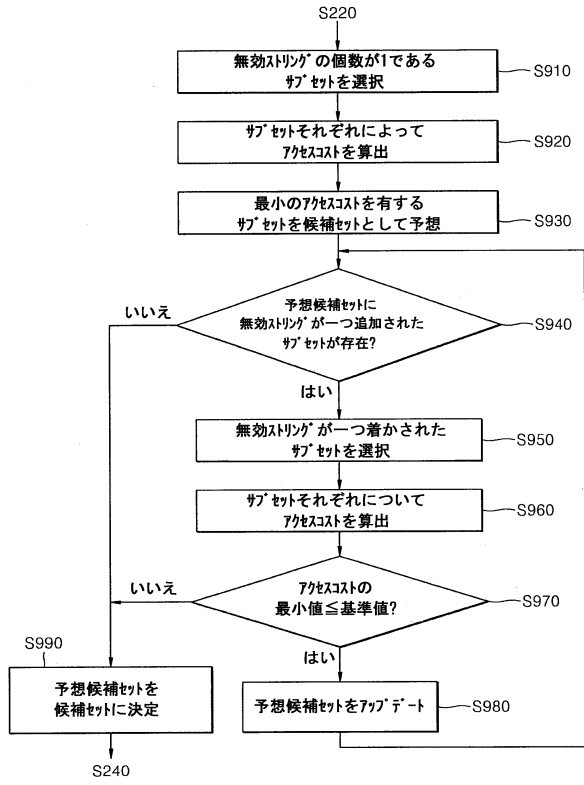 S220
無効ｽﾄﾘﾝｸﾞの個数が1である
ｻﾌﾞｾｯﾄを選択
S910
ｻﾌﾞｾｯﾄそれぞれによって
ｱｸｾｽｺｽﾄを算出
S920
最小のｱｸｾｽｺｽﾄを有する
ｻﾌﾞｾｯﾄを候補ｾｯﾄとして予想
S930
予想候補ｾｯﾄに
無効ｽﾄﾘﾝｸﾞが一つ追加された
ｻﾌﾞｾｯﾄが存在?
S940
いいえ
はい
無効ｽﾄﾘﾝｸﾞが一つ着かされた
ｻﾌﾞｾｯﾄを選択
S950
ｻﾌﾞｾｯﾄそれぞれについて
ｱｸｾｽｺｽﾄを算出
S960
ｱｸｾｽｺｽﾄの
最小値≦基準値?
S970
いいえ
はい
S990
予想候補ｾｯﾄを
候補ｾｯﾄに決定
予想候補ｾｯﾄをｱｯﾌﾟﾃﾞｰﾄ
S980
S240